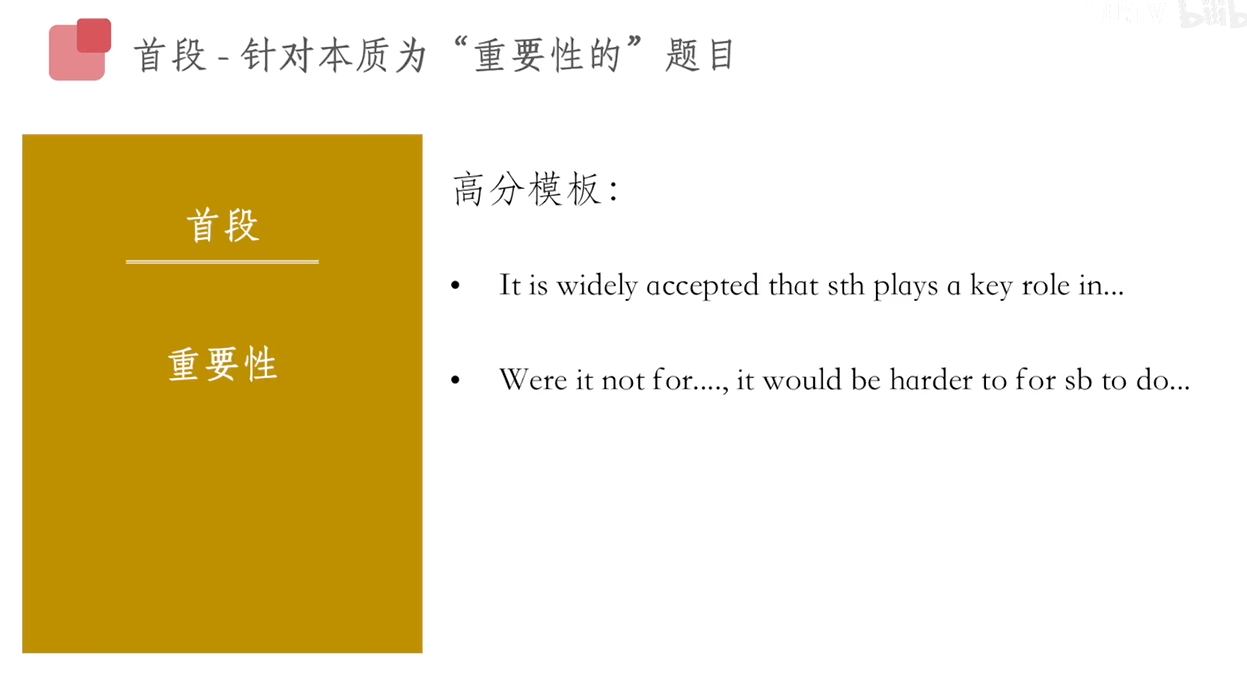 首段 - 针对本质为“重要性的”题目
首段
重要性
高分模板：
• It is widely accepted that sth plays a key role in...
• Were it not for...., it would be harder to for sb to do...